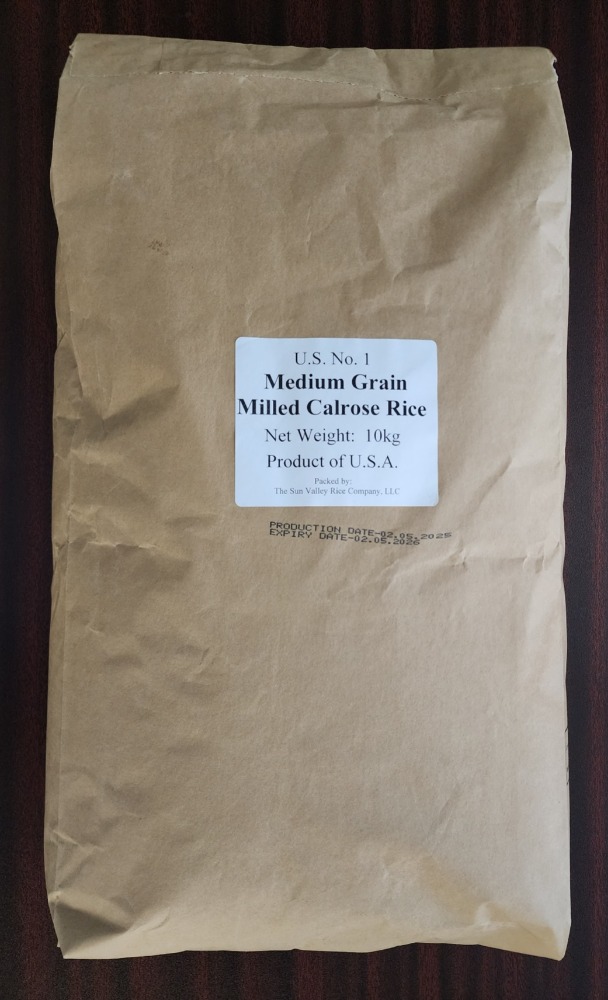 U.S. No. 1
Medium Grain
Milled Calrose Rice
Net Weight: 10kg
Product of U.S.A.
Packed by:
The Sun Valley Rice Company, LLC
PRODUCTION DATE-02.05.2025
EXPIRY DATE-02.05.2026